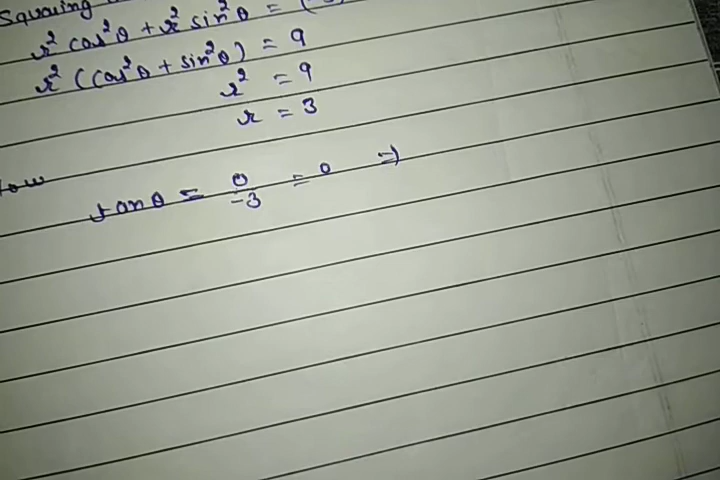 Squaring
r² cos²θ + r² sin²θ = (
r² (cos²θ + sin²θ) = 9
r² = 9
r = 3
tanθ = 0/-3 = 0 ⇒